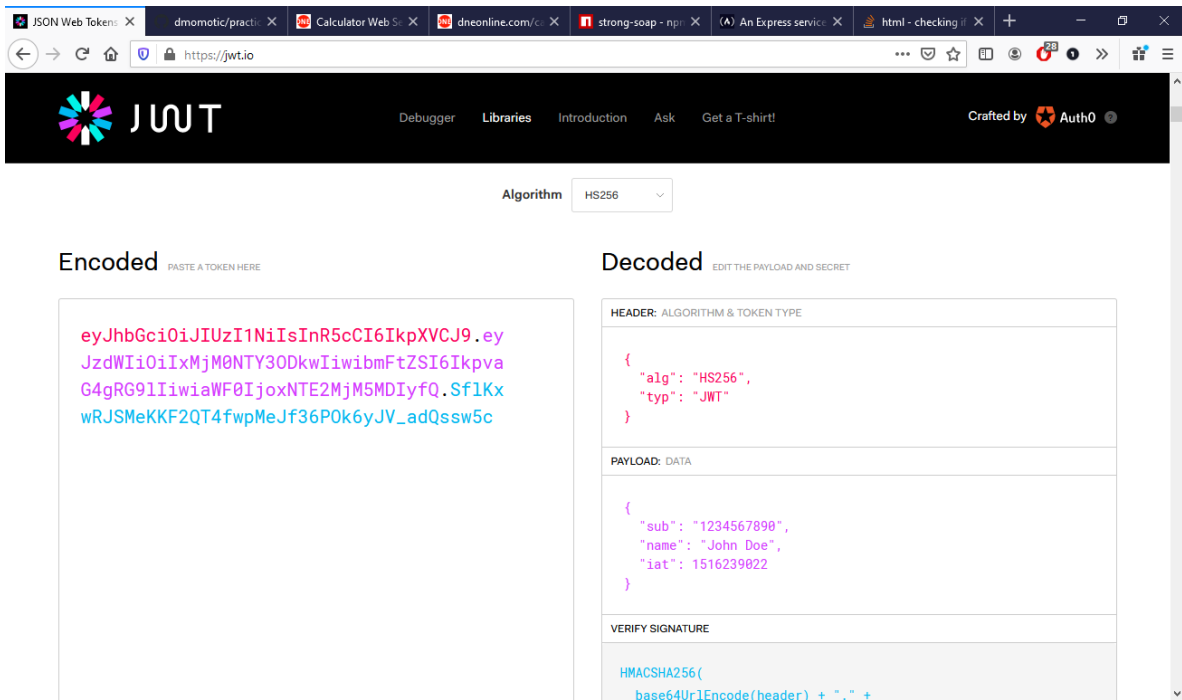 JSON Web Tokens
dmomotic/practic
Calculator Web Se
dneonline.com/ca
strong-soap - npm
An Express service
html - checking if
https://jwt.io
28
JWT
Debugger
Libraries
Introduction
Ask
Get a T-shirt!
Crafted by
Auth0
?
Algorithm
HS256
Encoded PASTE A TOKEN HERE
eyJhbGciOiJIUzI1NiIsInR5cCI6IkpXVCJ9.ey
JzdWIiOiIxMjM0NTY3ODkwIiwibmFtZSI6Ikpva
G4gRG9lIiwiaWF0IjoxNTE2MjM5MDIyfQ.SflKx
wRJSMeKKF2QT4fwpMeJf36POk6yJV_adQssw5c
Decoded EDIT THE PAYLOAD AND SECRET
HEADER: ALGORITHM & TOKEN TYPE
{
"alg": "HS256",
"typ": "JWT"
}
PAYLOAD: DATA
{
"sub": "1234567890",
"name": "John Doe",
"iat": 1516239022
}
VERIFY SIGNATURE
HMACSHA256(
base64UrlEncode(header) + "." +